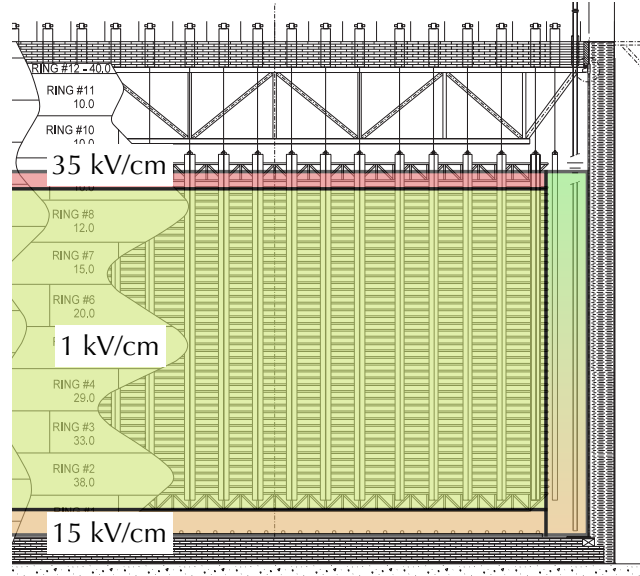 RING #12 - 40.0
RING #11
10.0
RING #10
10.0
35 kV/cm
10.0
RING #8
12.0
RING #7
15.0
RING #6
20.0
1 kV/cm
RING #4
29.0
RING #3
33.0
RING #2
38.0
15 kV/cm